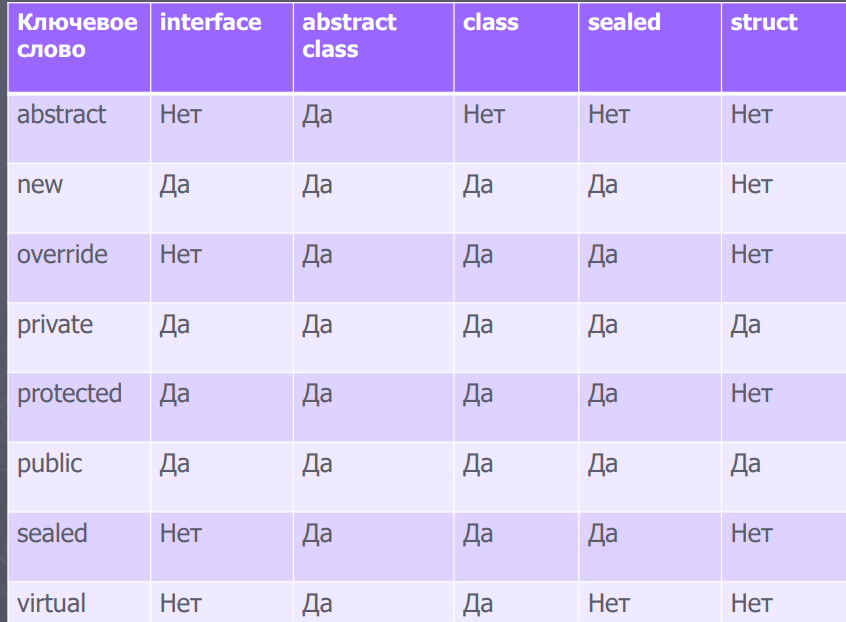 Ключевое слово interface abstract class class sealed struct
abstract Нет Да Нет Нет Нет
new Да Да Да Да Нет
override Нет Да Да Да Нет
private Да Да Да Да Да
protected Да Да Да Да Нет
public Да Да Да Да Да
sealed Нет Да Да Да Нет
virtual Нет Да Да Нет Нет